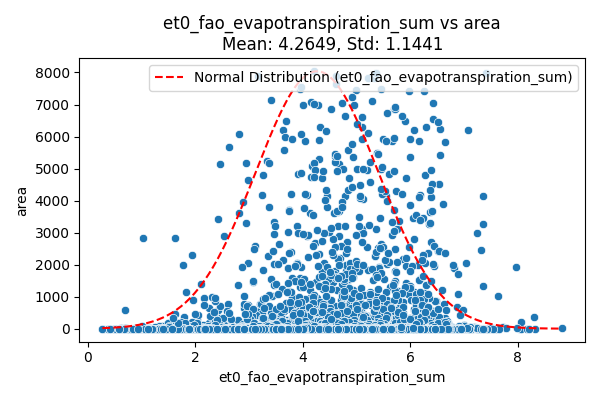 et0_fao_evapotranspiration_sum vs area
Mean: 4.2649, Std: 1.1441
Normal Distribution (et0_fao_evapotranspiration_sum)
8000
7000
6000
5000
4000
3000
2000
1000
0
area
0 2 4 6 8
et0_fao_evapotranspiration_sum